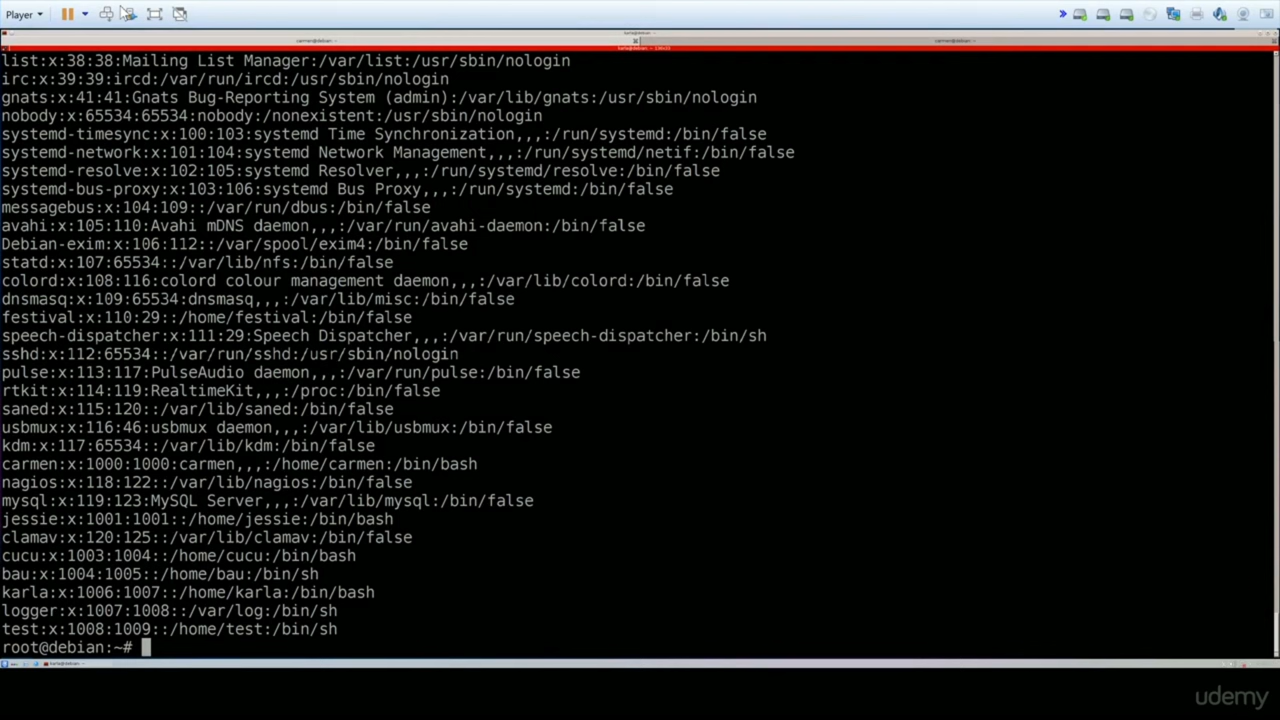 Player
karla@debian: ~
carmen@debian: ~
carmen@debian: ~
list:x:38:38:Mailing List Manager:/var/list:/usr/sbin/nologin
irc:x:39:39:ircd:/var/run/ircd:/usr/sbin/nologin
gnats:x:41:41:Gnats Bug-Reporting System (admin):/var/lib/gnats:/usr/sbin/nologin
nobody:x:65534:65534:nobody:/nonexistent:/usr/sbin/nologin
systemd-timesync:x:100:103:systemd Time Synchronization,,,:/run/systemd:/bin/false
systemd-network:x:101:104:systemd Network Management,,,:/run/systemd/netif:/bin/false
systemd-resolve:x:102:105:systemd Resolver,,,:/run/systemd/resolve:/bin/false
systemd-bus-proxy:x:103:106:systemd Bus Proxy,,,:/run/systemd:/bin/false
messagebus:x:104:109::/var/run/dbus:/bin/false
avahi:x:105:110:Avahi mDNS daemon,,,:/var/run/avahi-daemon:/bin/false
Debian-exim:x:106:112::/var/spool/exim4:/bin/false
statd:x:107:65534::/var/lib/nfs:/bin/false
colord:x:108:116:colord colour management daemon,,,:/var/lib/colord:/bin/false
dnsmasq:x:109:65534:dnsmasq,,,:/var/lib/misc:/bin/false
festival:x:110:29::/home/festival:/bin/false
speech-dispatcher:x:111:29:Speech Dispatcher,,,:/var/run/speech-dispatcher:/bin/sh
sshd:x:112:65534::/var/run/sshd:/usr/sbin/nologin
pulse:x:113:117:PulseAudio daemon,,,:/var/run/pulse:/bin/false
rtkit:x:114:119:RealtimeKit,,,:/proc:/bin/false
saned:x:115:120::/var/lib/saned:/bin/false
usbmux:x:116:46:usbmux daemon,,,:/var/lib/usbmux:/bin/false
kdm:x:117:65534::/var/lib/kdm:/bin/false
carmen:x:1000:1000:carmen,,,:/home/carmen:/bin/bash
nagios:x:118:122::/var/lib/nagios:/bin/false
mysql:x:119:123:MySQL Server,,,:/var/lib/mysql:/bin/false
jessie:x:1001:1001::/home/jessie:/bin/bash
clamav:x:120:125::/var/lib/clamav:/bin/false
cucu:x:1003:1004::/home/cucu:/bin/bash
bau:x:1004:1005::/home/bau:/bin/sh
karla:x:1006:1007::/home/karla:/bin/bash
logger:x:1007:1008::/var/log:/bin/sh
test:x:1008:1009::/home/test:/bin/sh
root@debian:~#
karla@debian: ~
udemy